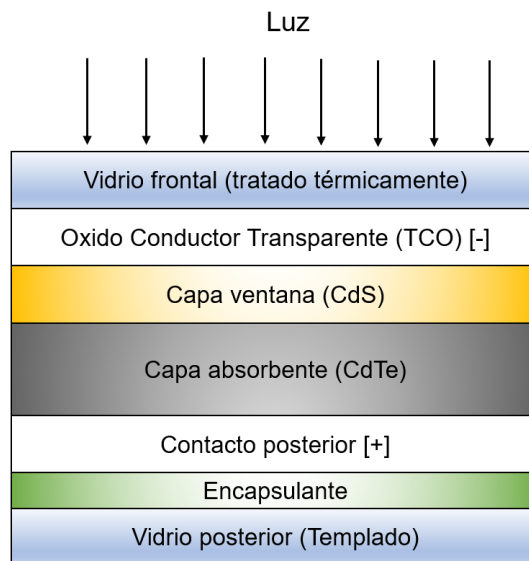 Luz
Vidrio frontal (tratado térmicamente)
Oxido Conductor Transparente (TCO) [-]
Capa ventana (CdS)
Capa absorbente (CdTe)
Contacto posterior [+]
Encapsulante
Vidrio posterior (Templado)